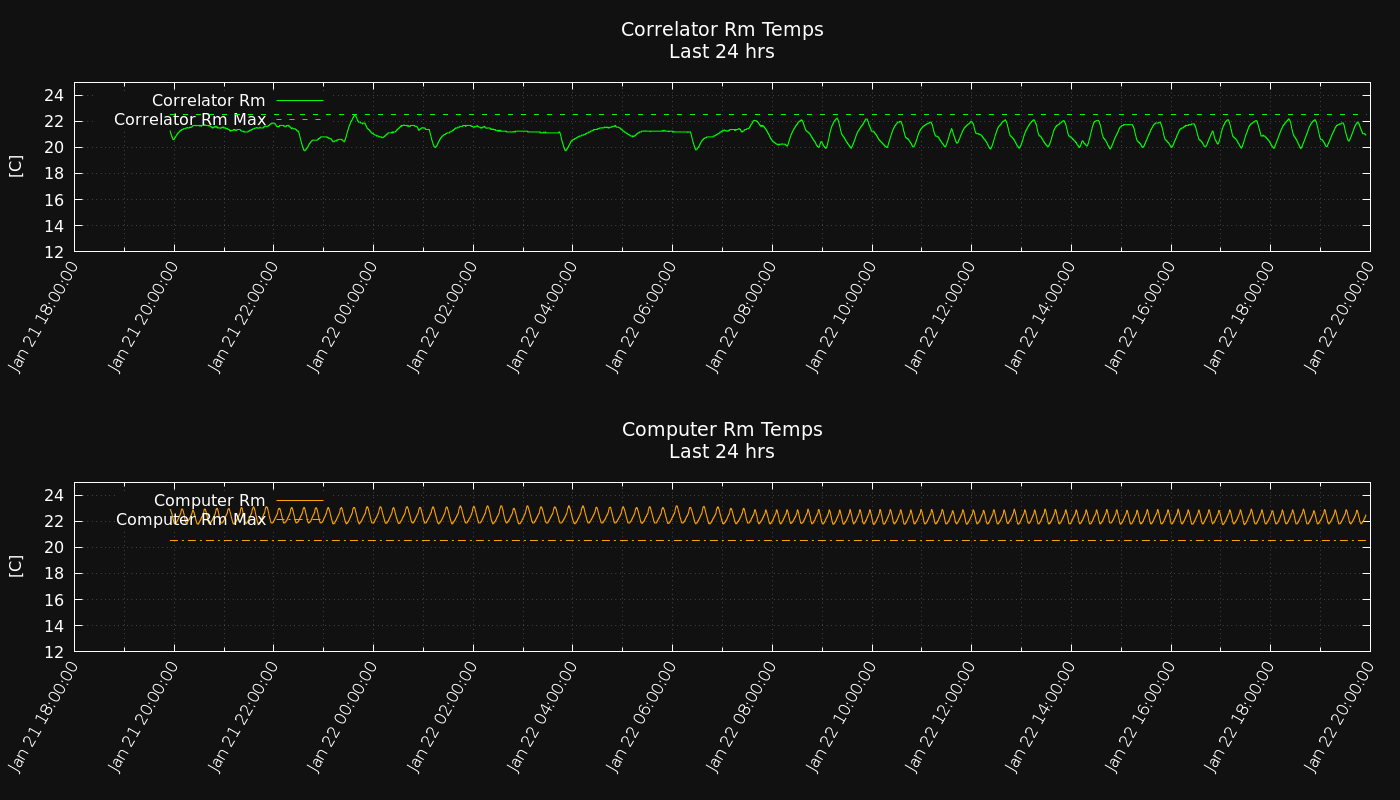 Correlator Rm Temps
Last 24 hrs
24
22
20
18
16
14
12
[C]
Correlator Rm
Correlator Rm Max
Jan 21 18:00:00
Jan 21 20:00:00
Jan 21 22:00:00
Jan 22 00:00:00
Jan 22 02:00:00
Jan 22 04:00:00
Jan 22 06:00:00
Jan 22 08:00:00
Jan 22 10:00:00
Jan 22 12:00:00
Jan 22 14:00:00
Jan 22 16:00:00
Jan 22 18:00:00
Jan 22 20:00:00
Computer Rm Temps
Last 24 hrs
24
22
20
18
16
14
12
[C]
Computer Rm
Computer Rm Max
Jan 21 18:00:00
Jan 21 20:00:00
Jan 21 22:00:00
Jan 22 00:00:00
Jan 22 02:00:00
Jan 22 04:00:00
Jan 22 06:00:00
Jan 22 08:00:00
Jan 22 10:00:00
Jan 22 12:00:00
Jan 22 14:00:00
Jan 22 16:00:00
Jan 22 18:00:00
Jan 22 20:00:00